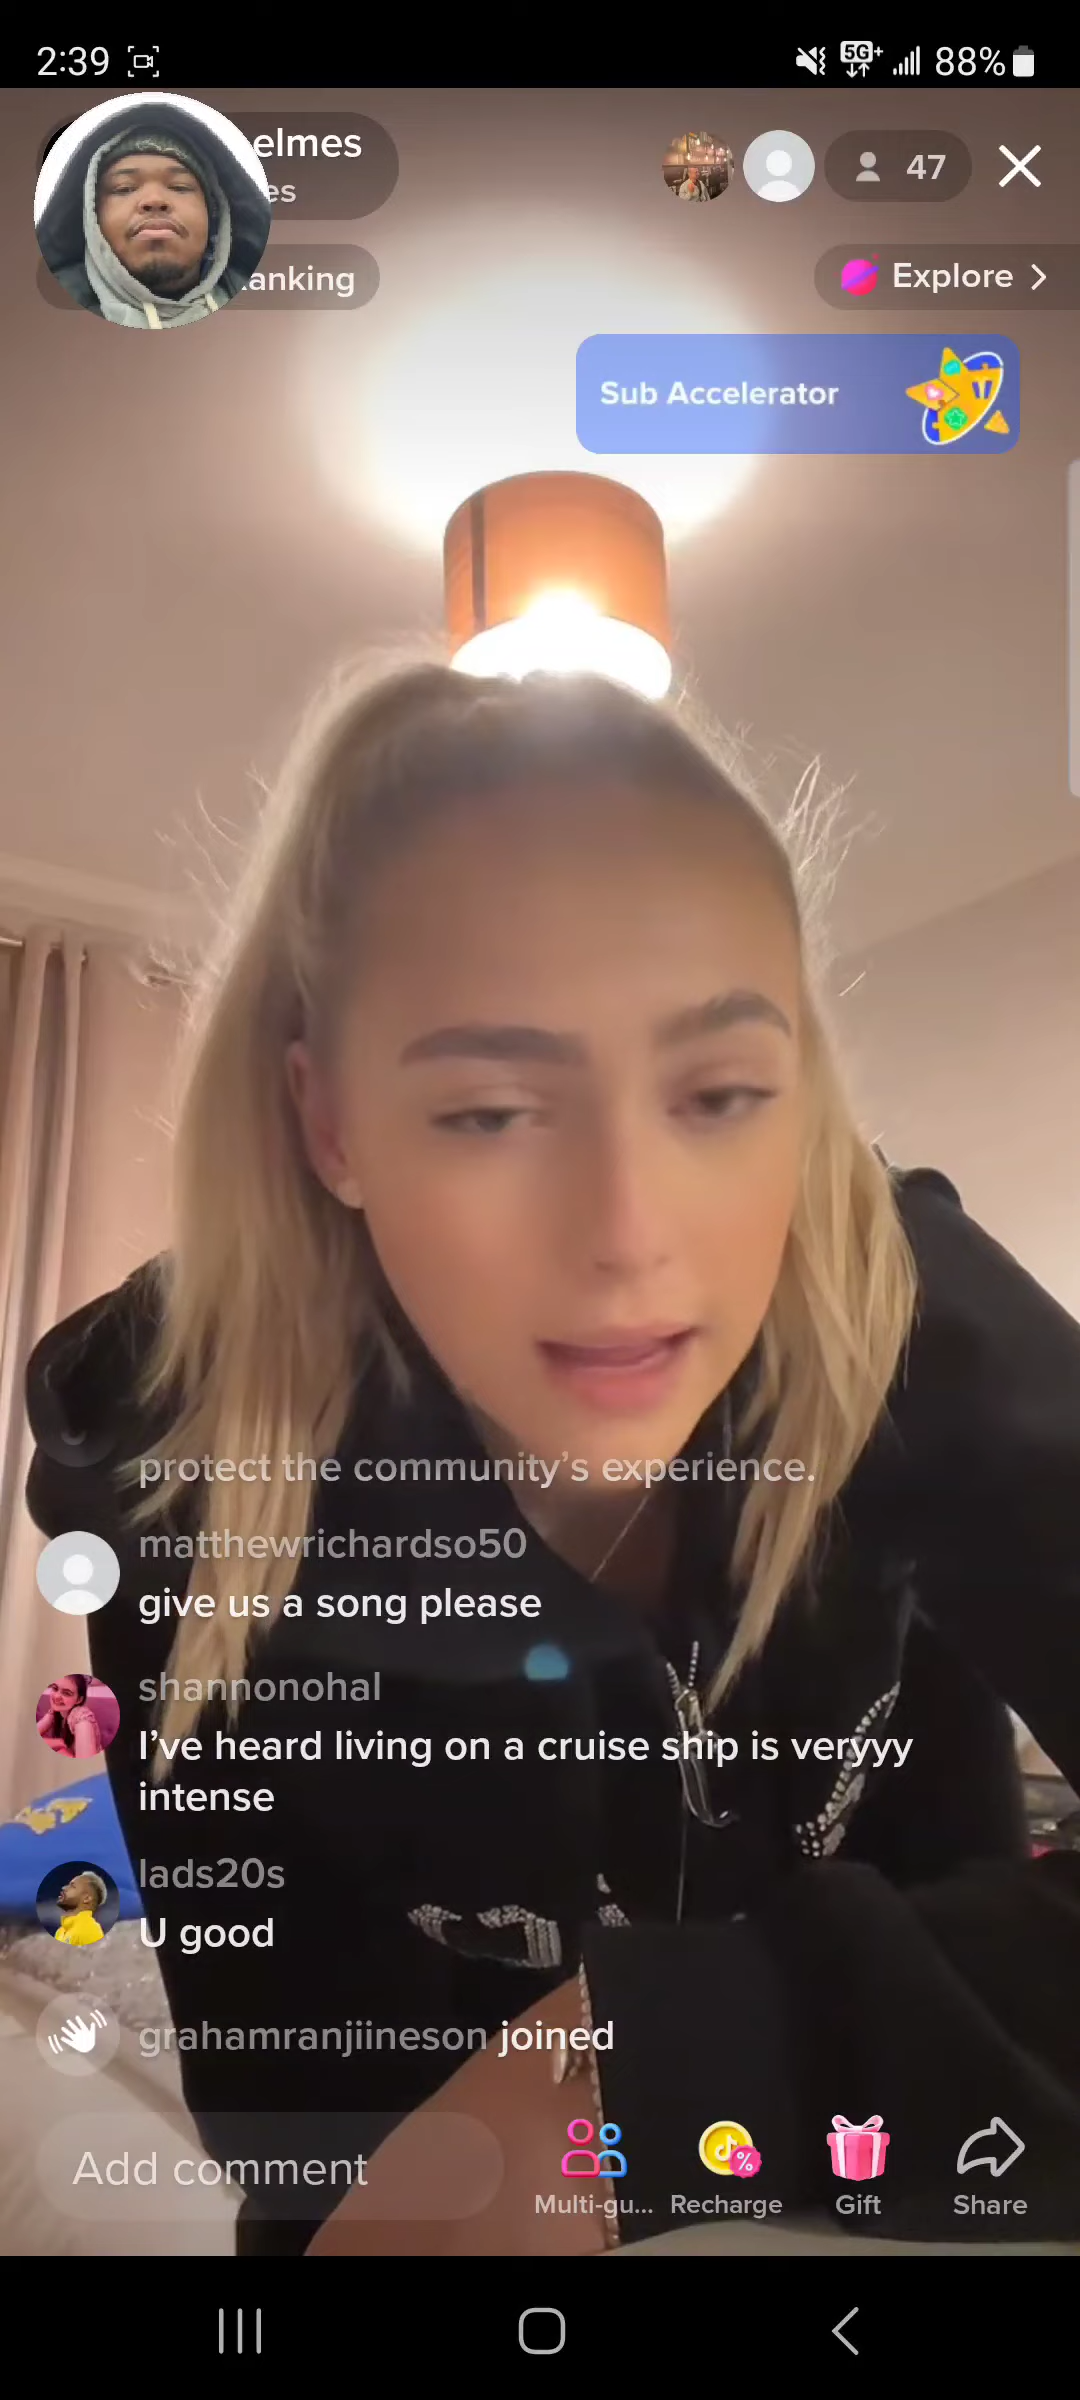 2:39 5G+ 88%
elmes
es
47
anking
Explore
Sub Accelerator
protect the community’s experience.
matthewrichardso50
give us a song please
shannonohal
I’ve heard living on a cruise ship is veryyy
intense
lads20s
U good
grahamranjiineson joined
Add comment
Multi-gu...
Recharge
Gift
Share